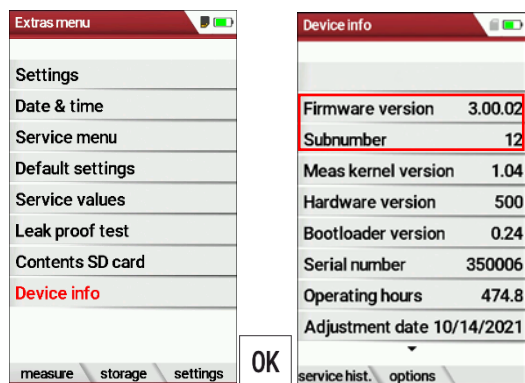 Extras menu
Settings
Date & time
Service menu
Default settings
Service values
Leak proof test
Contents SD card
Device info
measure storage settings
OK
Device info
Firmware version 3.00.02
Subnumber 12
Meas kernel version 1.04
Hardware version 500
Bootloader version 0.24
Serial number 350006
Operating hours 474.8
Adjustment date 10/14/2021
service hist. options